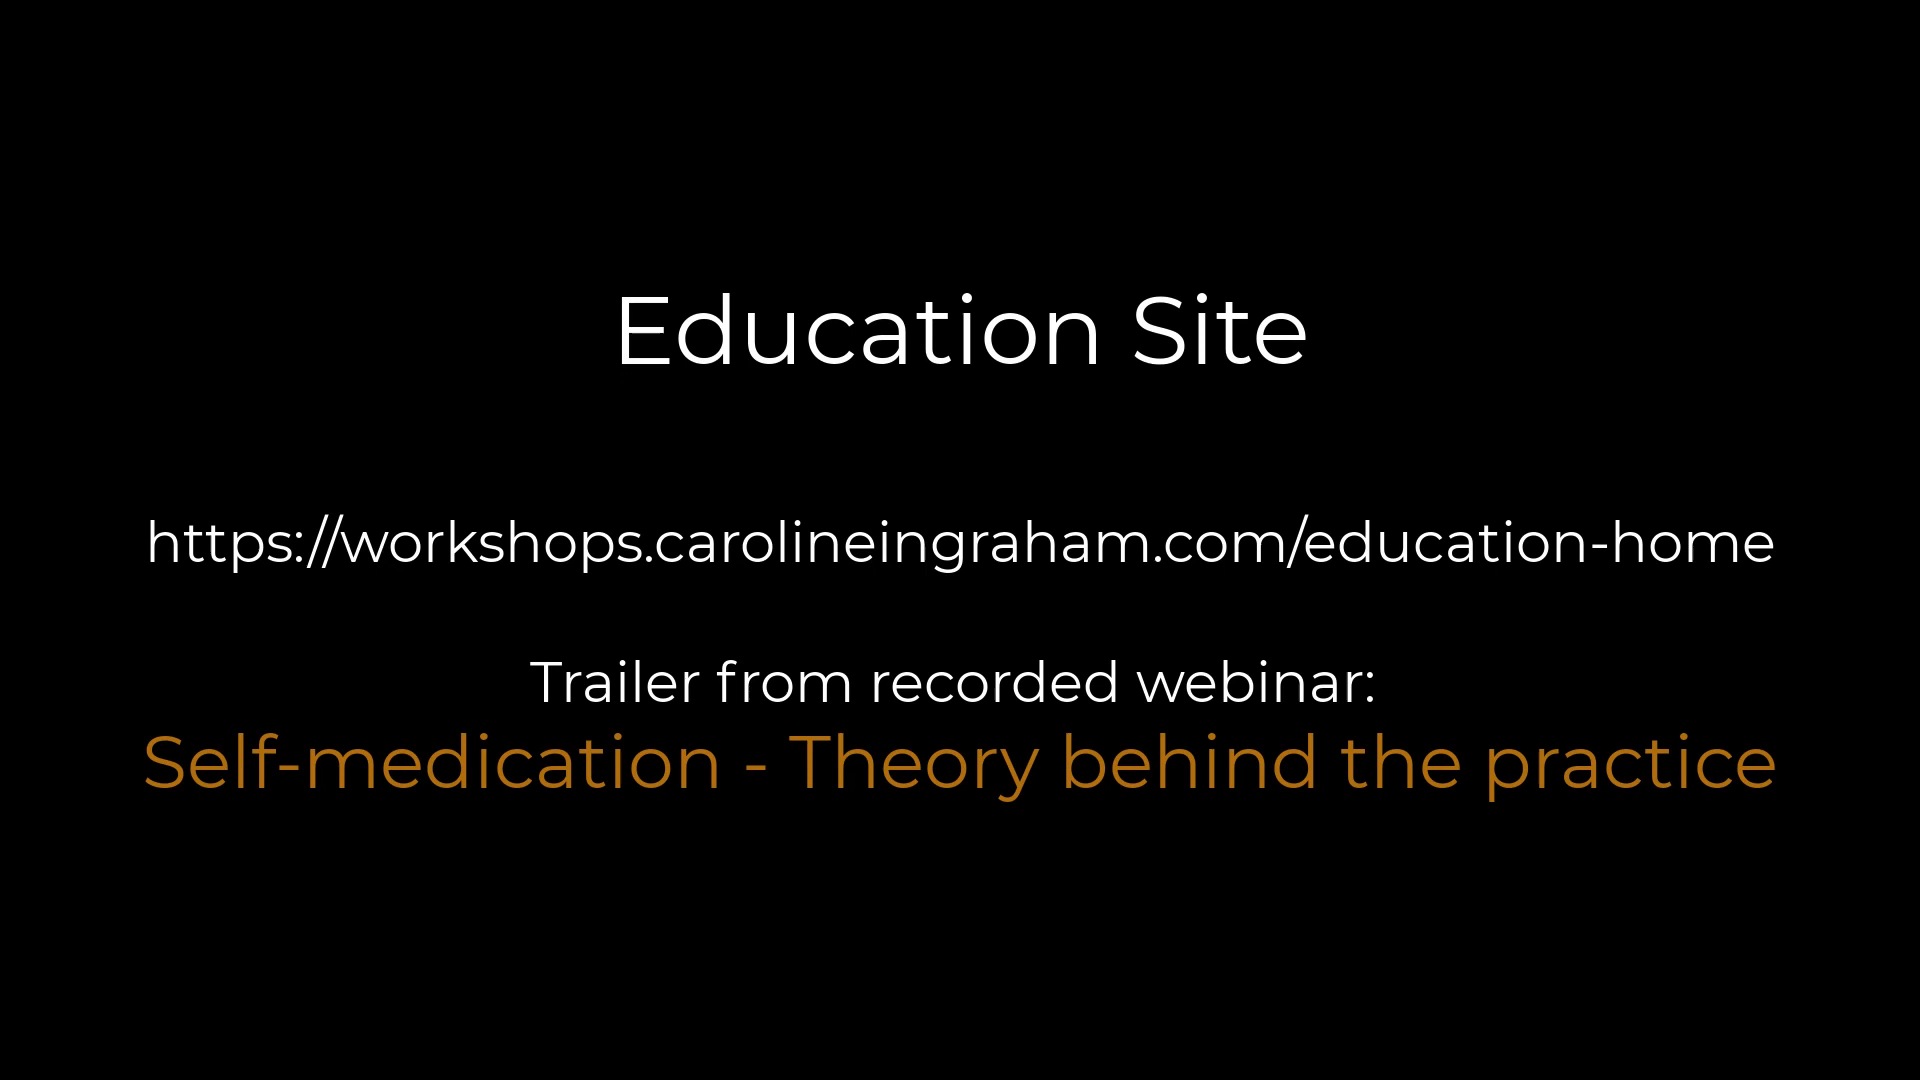 Education Site
https://workshops.carolineingraham.com/education-home
Trailer from recorded webinar:
Self-medication - Theory behind the practice